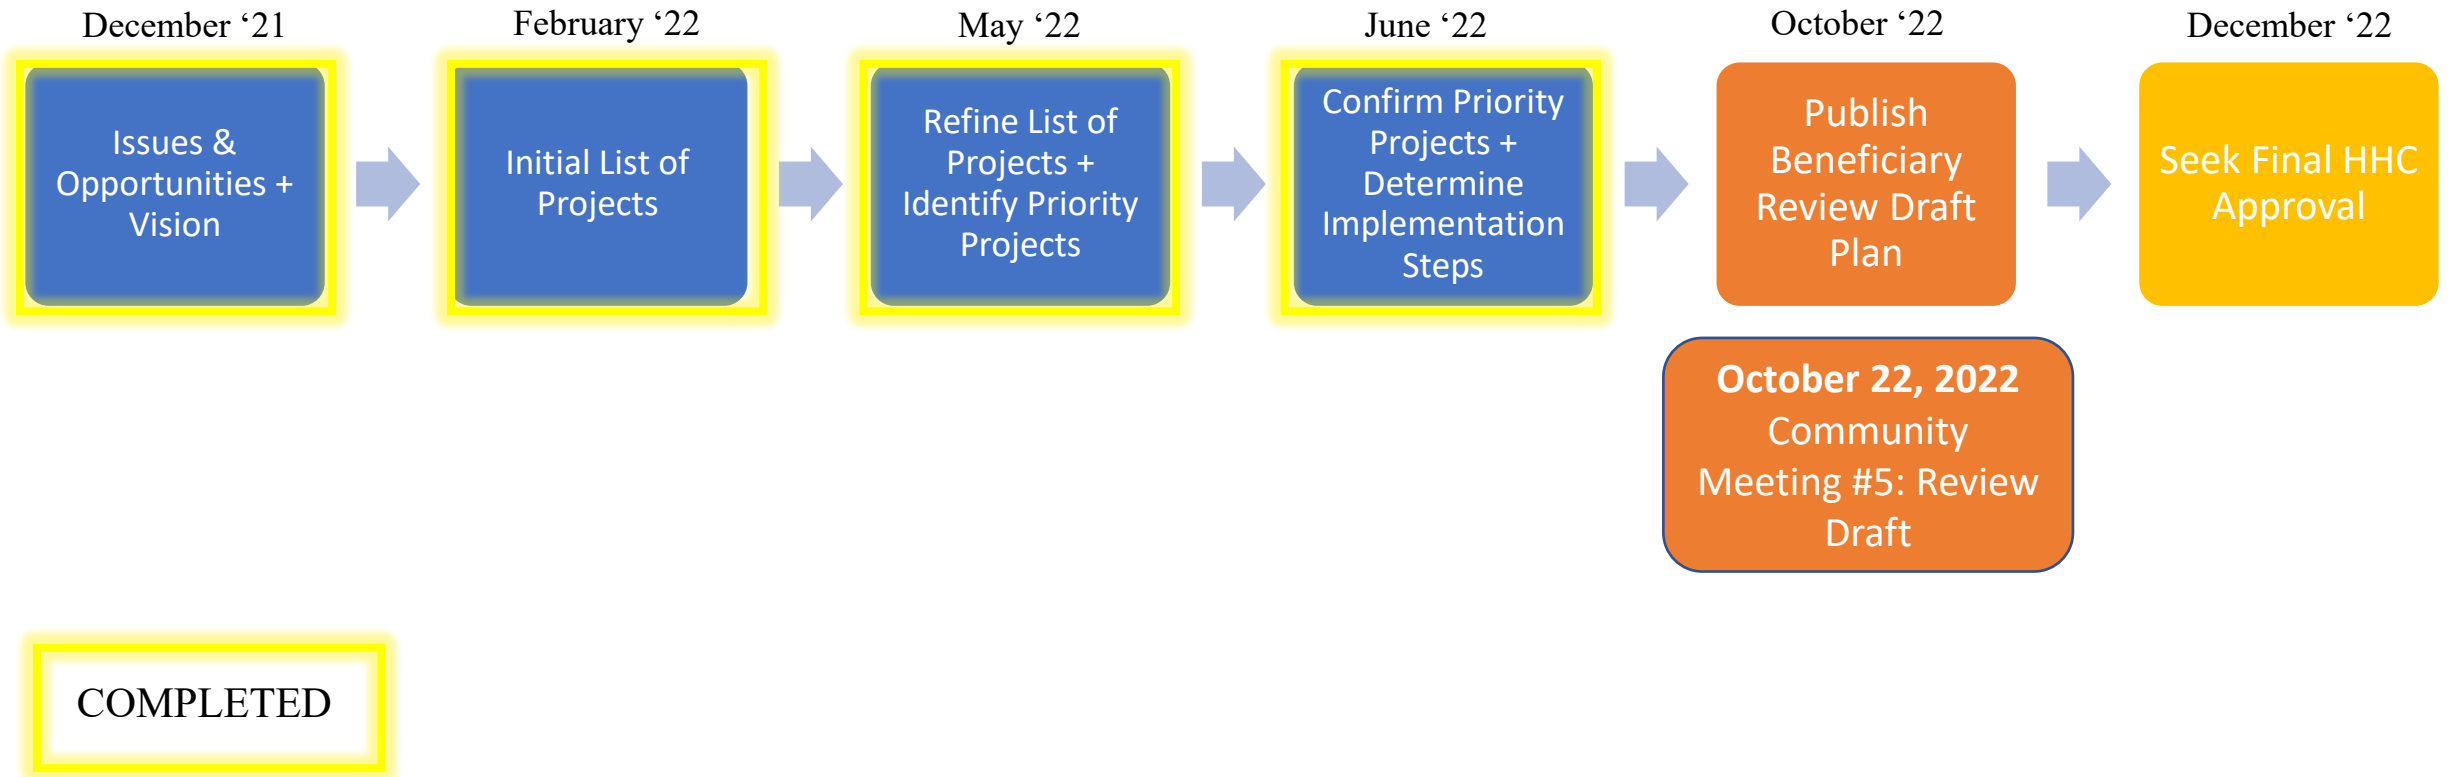 December ‘21
February ‘22
May ‘22
June ‘22
October ‘22
December ‘22
Issues &
Opportunities +
Vision
Initial List of
Projects
Refine List of
Projects +
Identify Priority
Projects
Confirm Priority
Projects +
Determine
Implementation
Steps
Publish
Beneficiary
Review Draft
Plan
Seek Final HHC
Approval
October 22, 2022
Community
Meeting #5: Review
Draft
COMPLETED